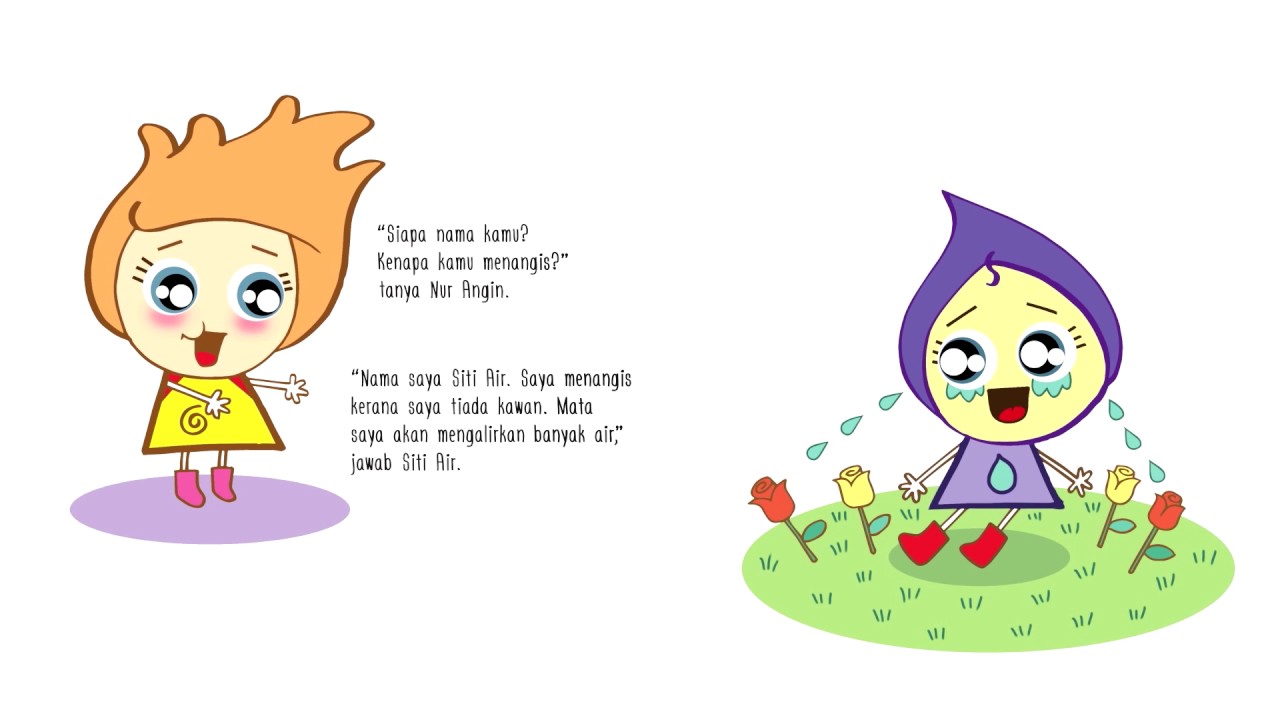 “Siapa nama kamu?
Kenapa kamu menangis?”
tanya Nur Angin.
“Nama saya Siti Air. Saya menangis
kerana saya tiada kawan. Mata
saya akan mengalirkan banyak air,”
jawab Siti Air.